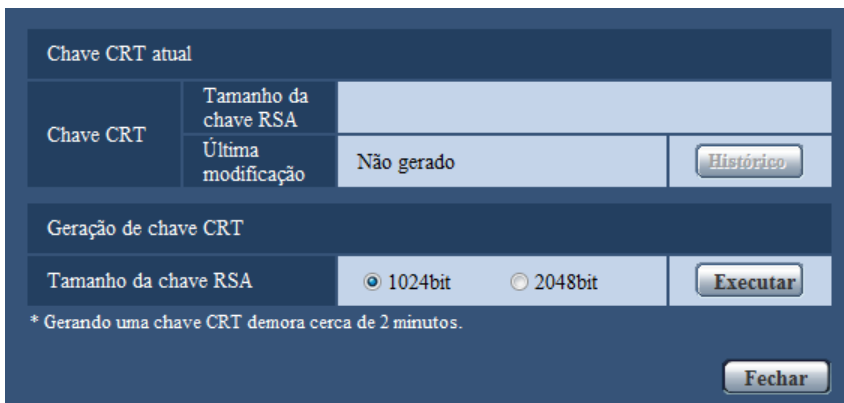 Chave CRT atual
Chave CRT
Tamanho da
chave RSA
Última
modificação
Não gerado
Histórico
Geração de chave CRT
Tamanho da chave RSA
1024bit
2048bit
Executar
* Gerando uma chave CRT demora cerca de 2 minutos.
Fechar